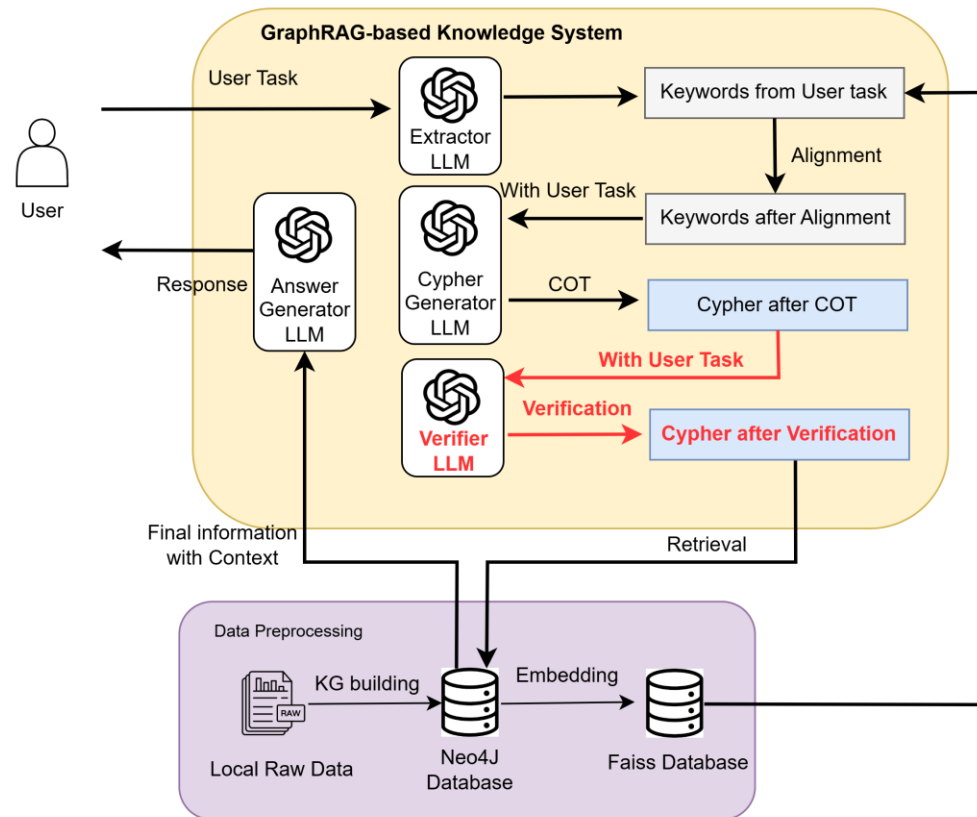 GraphRAG-based Knowledge System
User Task
Extractor
LLM
Keywords from User task
Alignment
User
With User Task
Keywords after Alignment
Response
Answer
Generator
LLM
Cypher
Generator
LLM
COT
Cypher after COT
With User Task
Verifier
LLM
Verification
Cypher after Verification
Final information
with Context
Retrieval
Data Preprocessing
RAW
KG building
Embedding
Local Raw Data
Neo4J
Database
Faiss Database